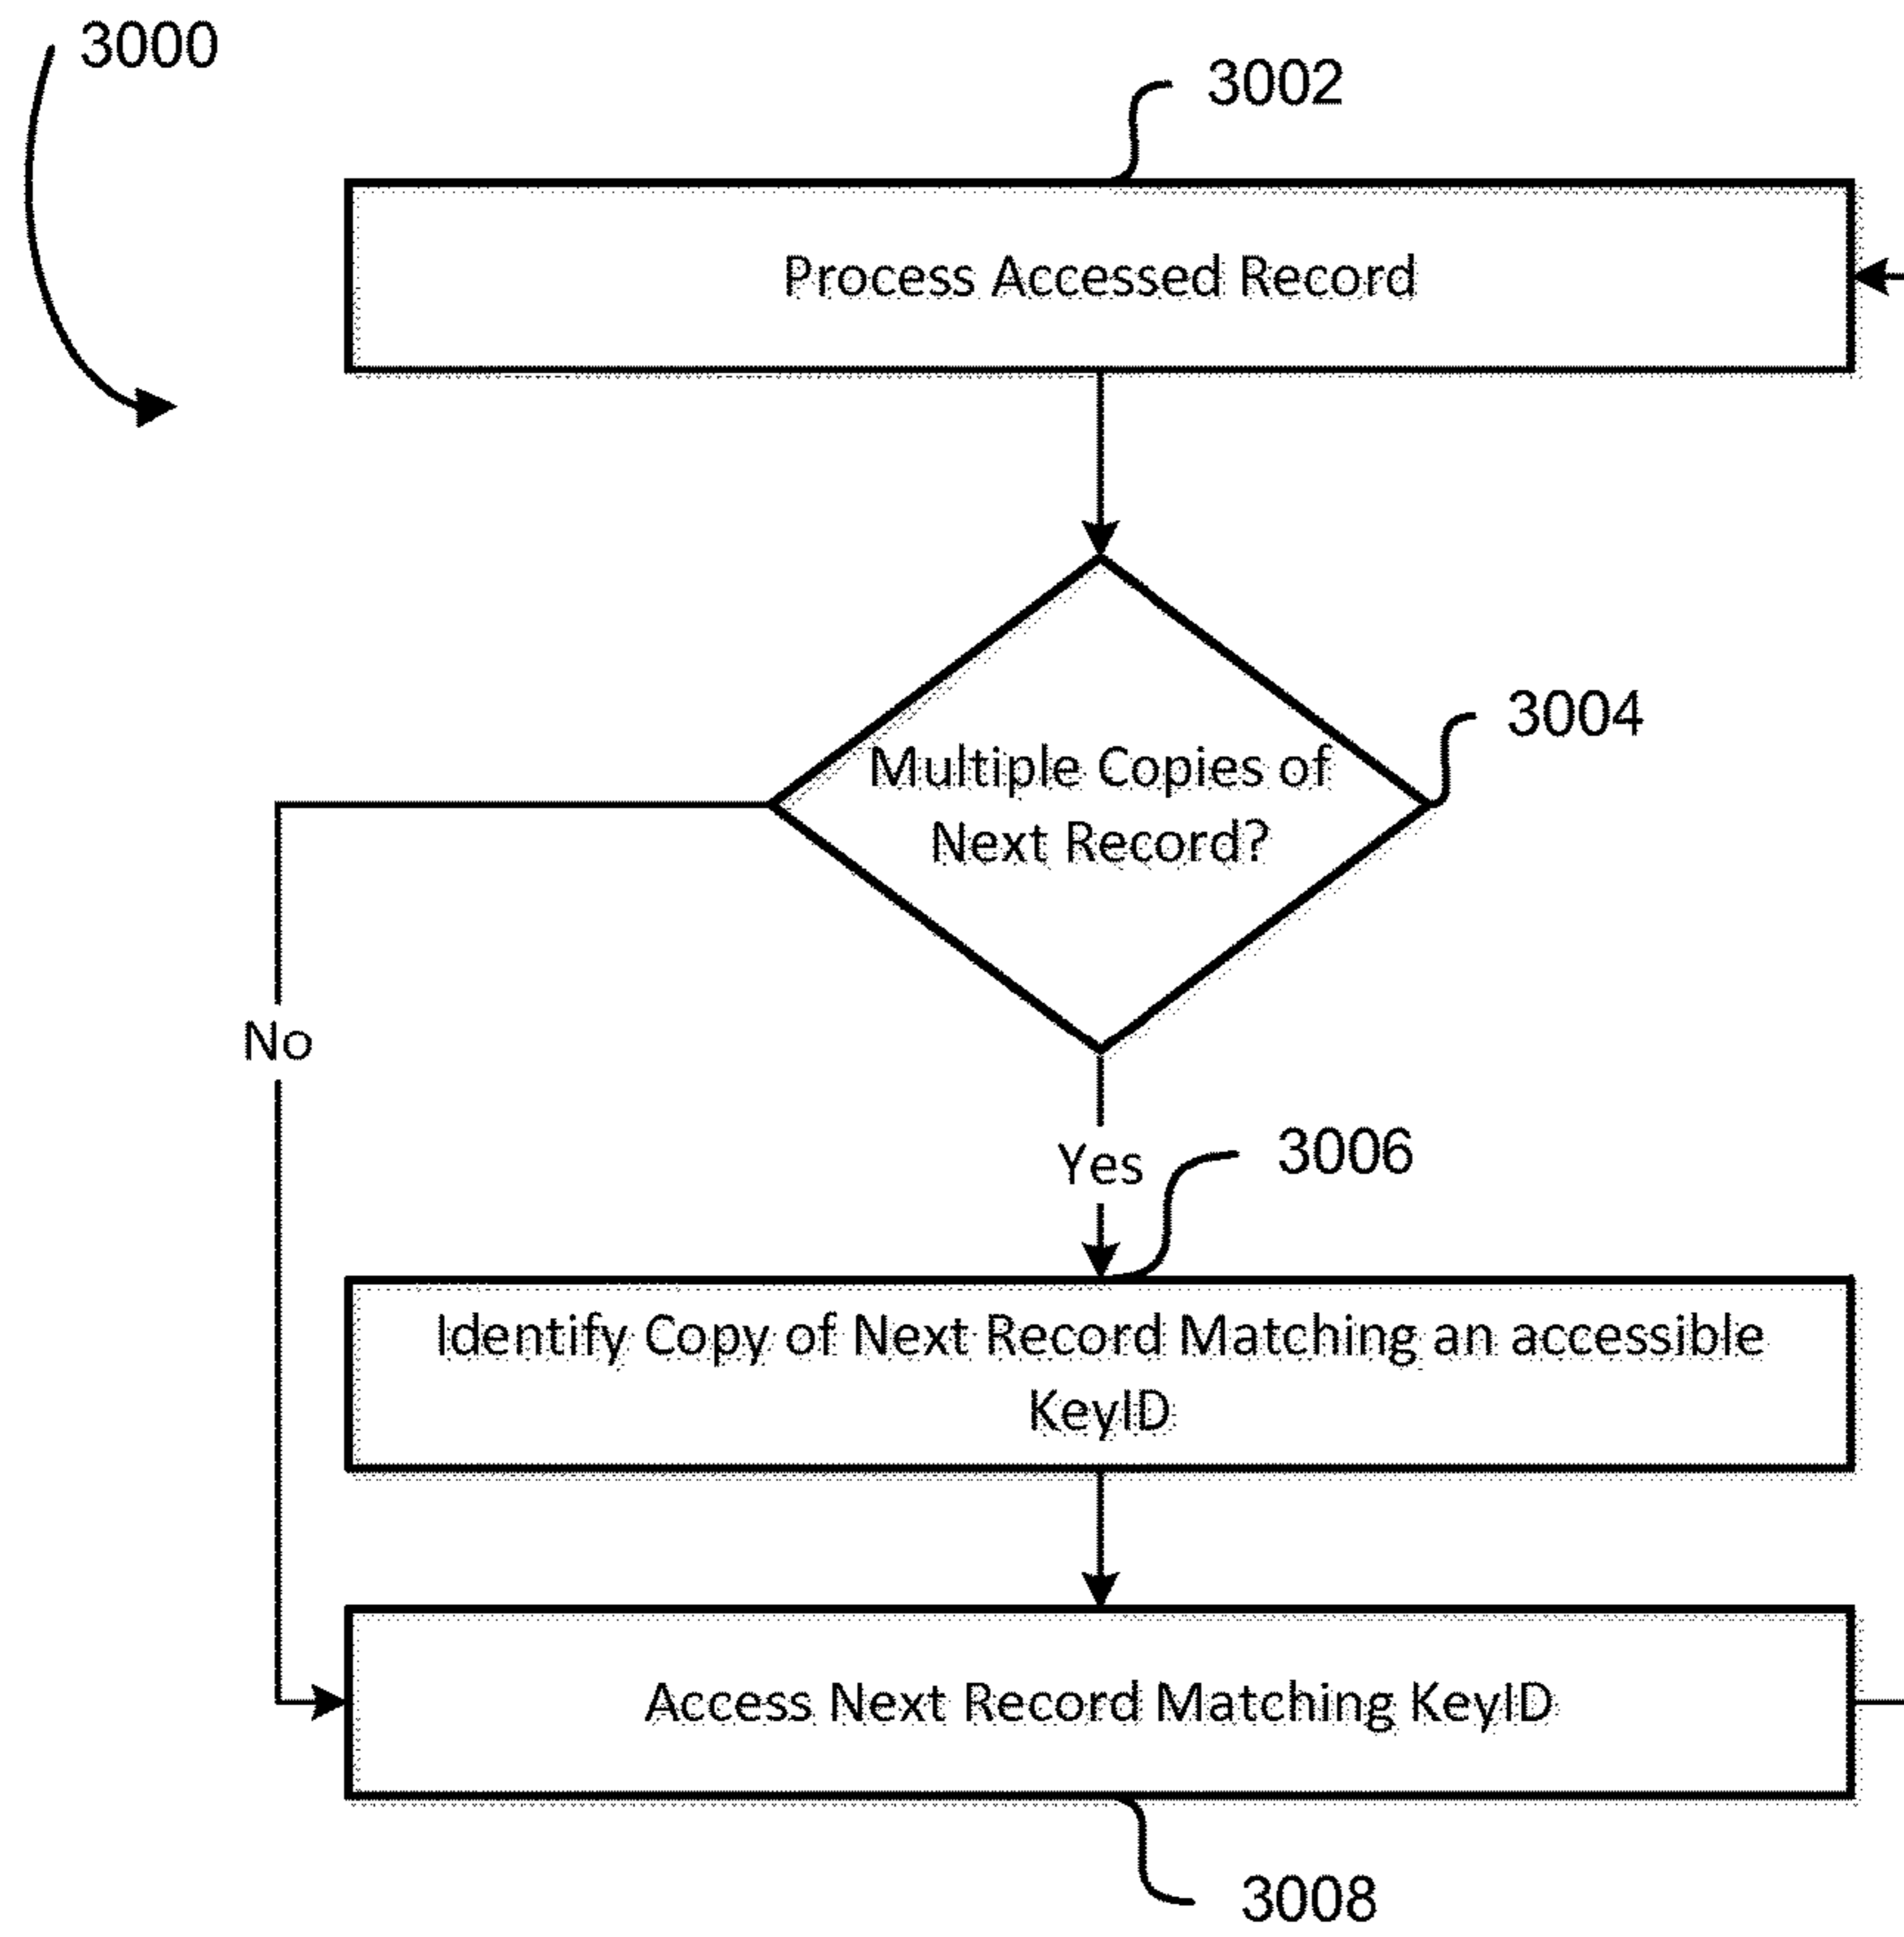 3000
3002
Process Accessed Record
3004
Multiple Copies of
Next Record?
No
Yes
3006
Identify Copy of Next Record Matching an accessible
KeyID
Access Next Record Matching KeyID
3008